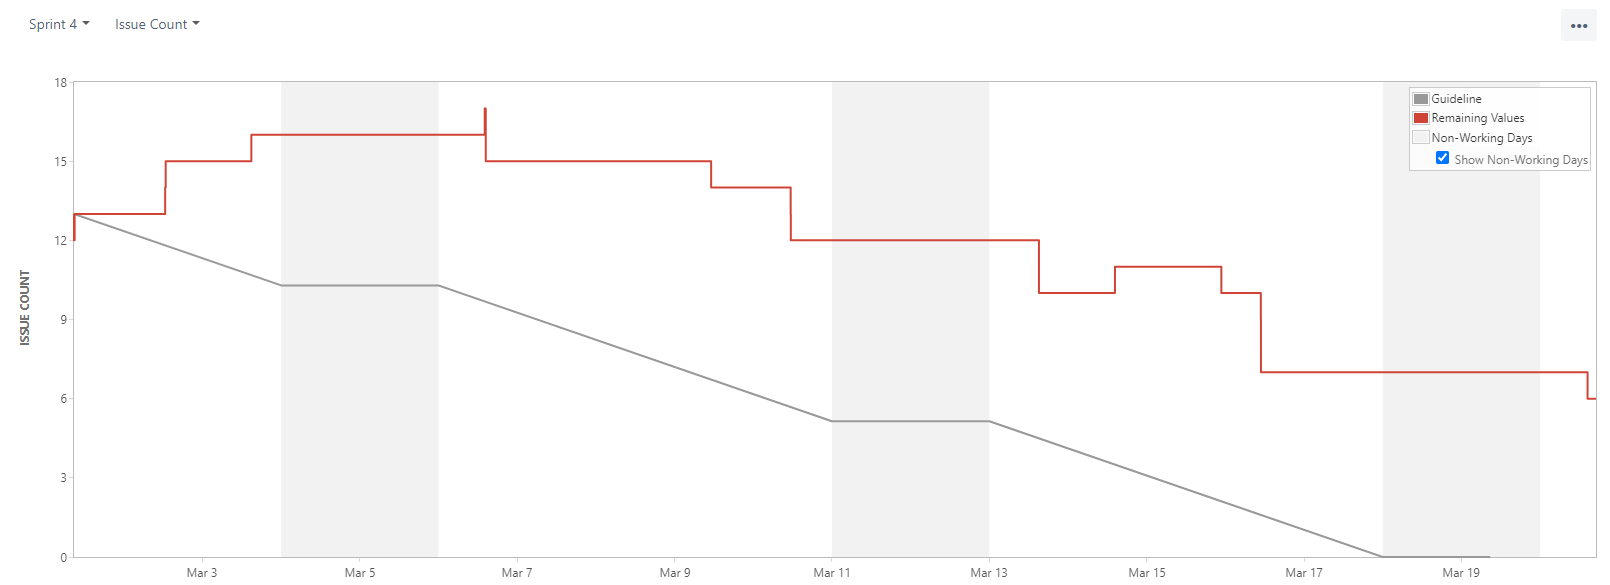 Sprint 4 Issue Count
•••
18
15
12
9
6
3
0
ISSUE COUNT
Guideline
Remaining Values
Non-Working Days
Show Non-Working Days
Mar 3 Mar 5 Mar 7 Mar 9 Mar 11 Mar 13 Mar 15 Mar 17 Mar 19